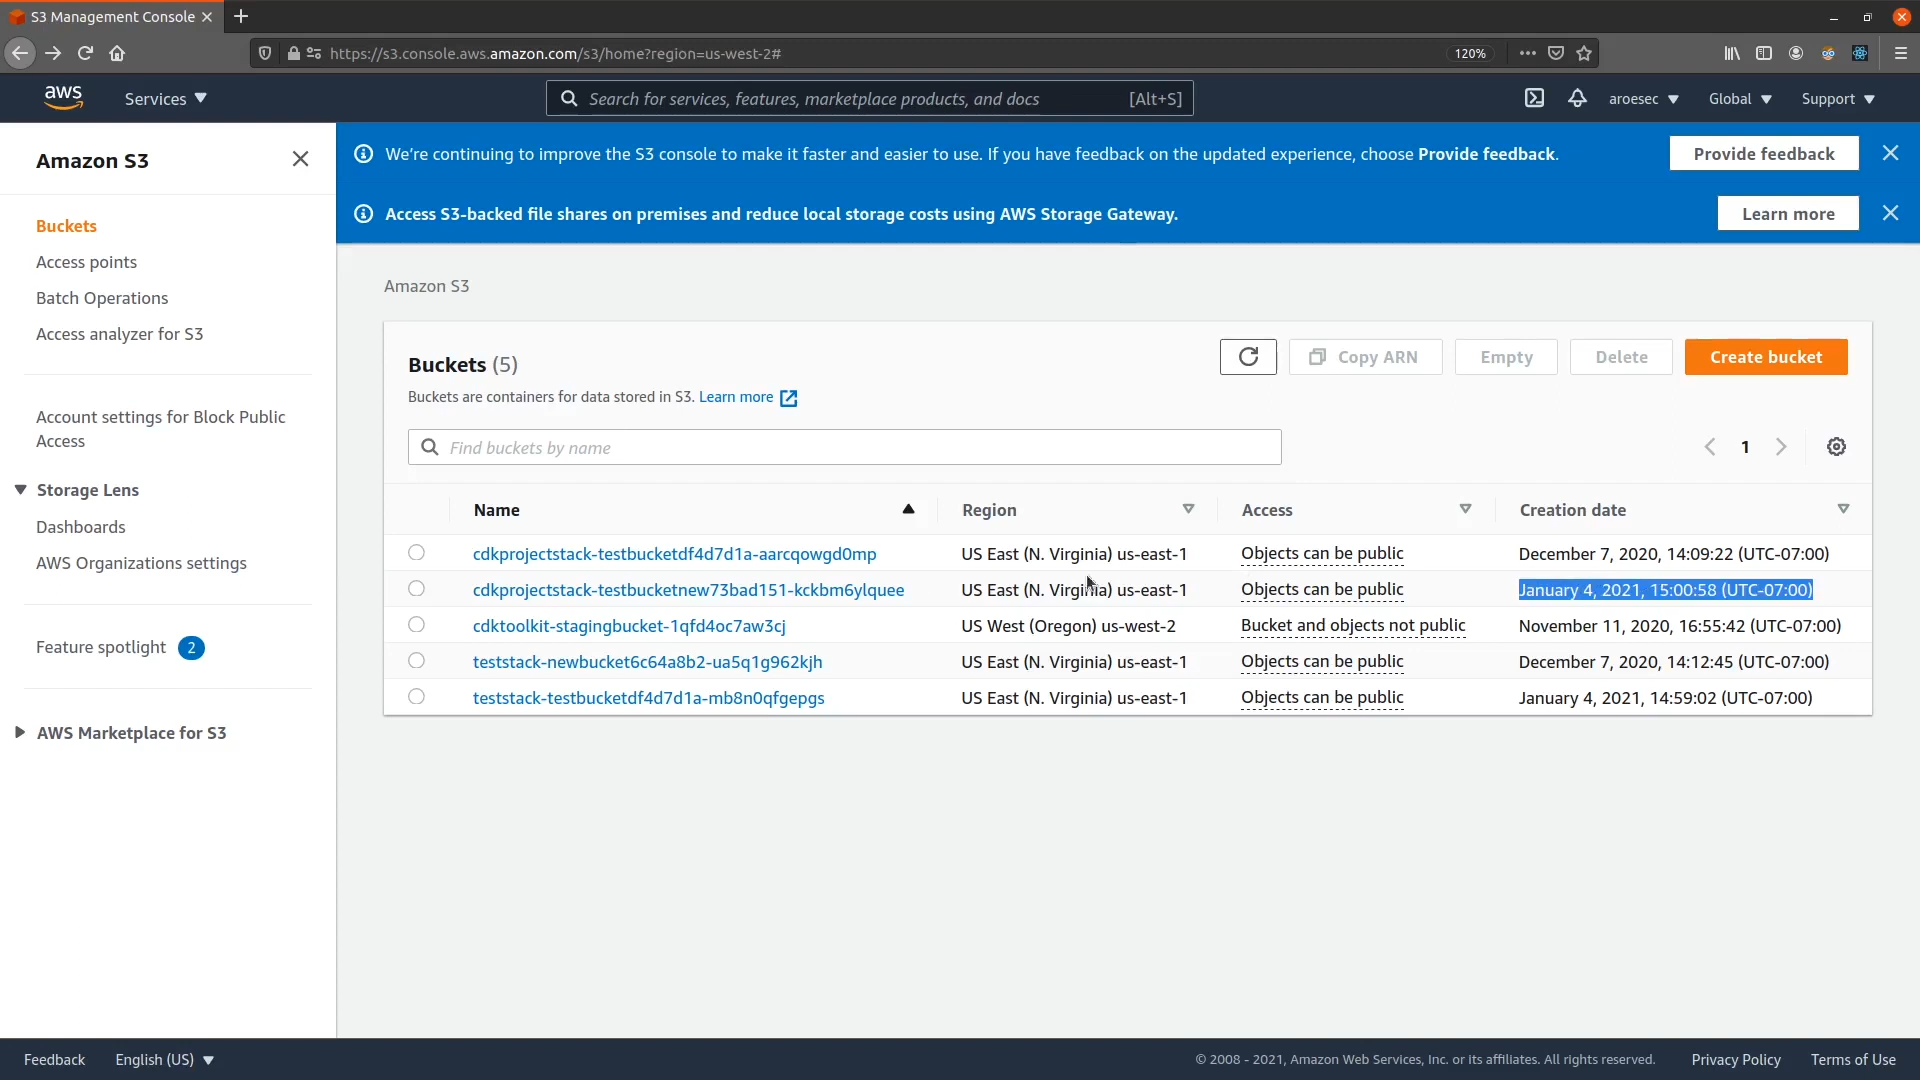 S3 Management Console
https://s3.console.aws.amazon.com/s3/home?region=us-west-2#
120%
aws
Services
Search for services, features, marketplace products, and docs
[Alt+S]
aroesec
Global
Support
Amazon S3
Buckets
Access points
Batch Operations
Access analyzer for S3
Account settings for Block Public
Access
Storage Lens
Dashboards
AWS Organizations settings
Feature spotlight 2
AWS Marketplace for S3
We're continuing to improve the S3 console to make it faster and easier to use. If you have feedback on the updated experience, choose Provide feedback.
Provide feedback
Access S3-backed file shares on premises and reduce local storage costs using AWS Storage Gateway.
Learn more
Amazon S3
Buckets (5)
Copy ARN
Empty
Delete
Create bucket
Buckets are containers for data stored in S3. Learn more
Find buckets by name
1
Name Region Access Creation date
cdkprojectstack-testbucketdf4d7d1a-aarcqowgd0mp US East (N. Virginia) us-east-1 Objects can be public December 7, 2020, 14:09:22 (UTC-07:00)
cdkprojectstack-testbucketnew73bad151-kckbm6ylquee US East (N. Virginia) us-east-1 Objects can be public January 4, 2021, 15:00:58 (UTC-07:00)
cdktoolkit-stagingbucket-1qfd4oc7aw3cj US West (Oregon) us-west-2 Bucket and objects not public November 11, 2020, 16:55:42 (UTC-07:00)
teststack-newbucket6c64a8b2-ua5q1g962kjh US East (N. Virginia) us-east-1 Objects can be public December 7, 2020, 14:12:45 (UTC-07:00)
teststack-testbucketdf4d7d1a-mb8n0qfgepgs US East (N. Virginia) us-east-1 Objects can be public January 4, 2021, 14:59:02 (UTC-07:00)
Feedback
English (US)
© 2008 - 2021, Amazon Web Services, Inc. or its affiliates. All rights reserved.
Privacy Policy
Terms of Use